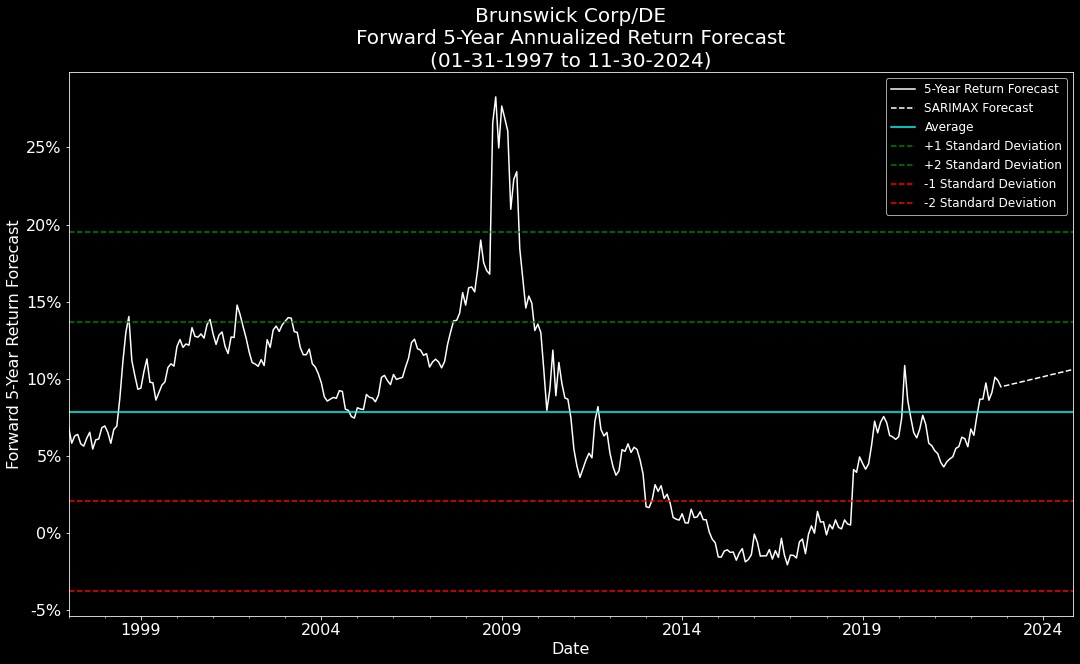 Brunswick Corp/DE
Forward 5-Year Annualized Return Forecast
(01-31-1997 to 11-30-2024)
5-Year Return Forecast
SARIMAX Forecast
Average
+1 Standard Deviation
+2 Standard Deviation
-1 Standard Deviation
-2 Standard Deviation
Forward 5-Year Return Forecast
25%
20%
15%
10%
5%
0%
-5%
1999
2004
2009
2014
2019
2024
Date